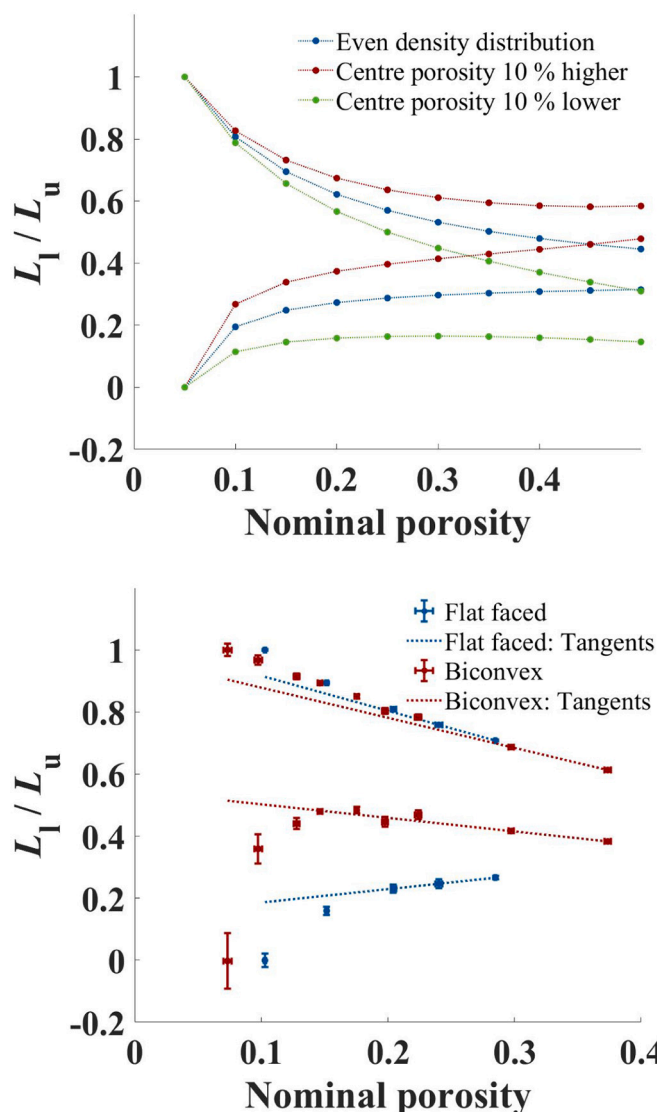 Even density distribution
Centre porosity 10 % higher
Centre porosity 10 % lower
1
0.8
0.6
0.4
0.2
0
-0.2
L_l / L_u
0 0.1 0.2 0.3 0.4
Nominal porosity
Flat faced
Flat faced: Tangents
Biconvex
Biconvex: Tangents
1
0.8
0.6
0.4
0.2
0
-0.2
L_l / L_u
0 0.1 0.2 0.3 0.4
Nominal porosity